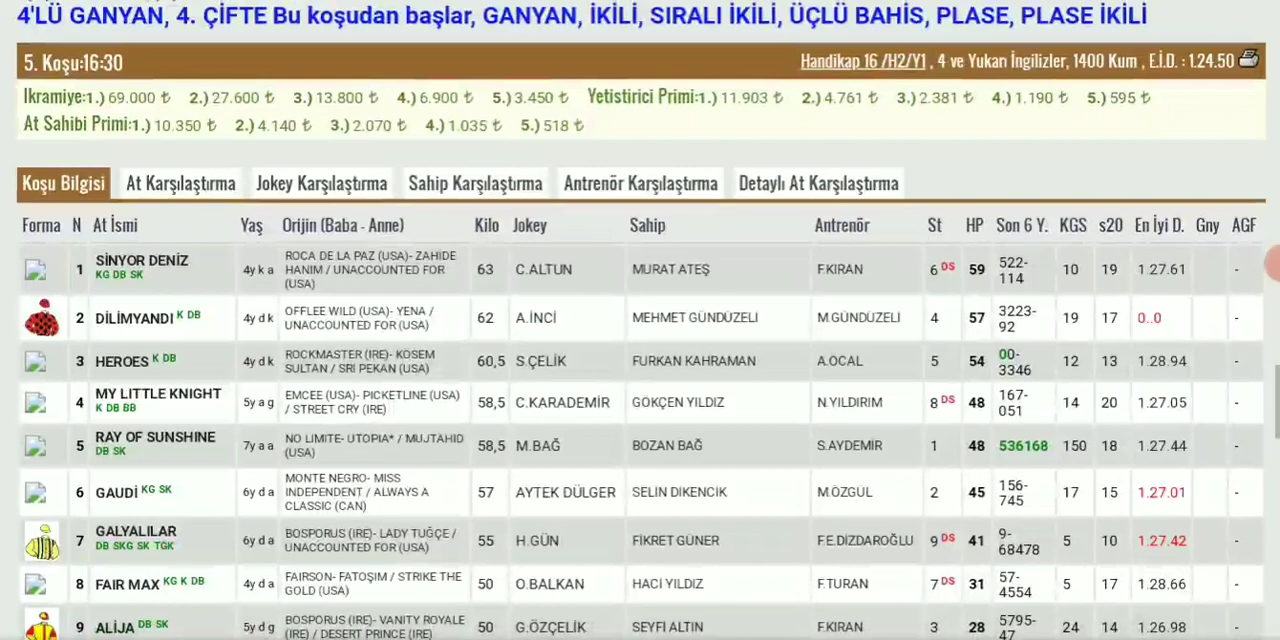 4'LÜ GANYAN, 4. ÇİFTE Bu koşudan başlar, GANYAN, İKİLİ, SIRALI İKİLİ, ÜÇLÜ BAHİS, PLASE, PLASE İKİLİ
5. Koşu:16:30 Handikap 16 /H2/Y1 , 4 ve Yukarı İngilizler, 1400 Kum , E.İ.D. : 1.24.50
Ikramiye:1.) 69.000 ₺ 2.) 27.600 ₺ 3.) 13.800 ₺ 4.) 6.900 ₺ 5.) 3.450 ₺ Yetistirici Primi:1.) 11.903 ₺ 2.) 4.761 ₺ 3.) 2.381 ₺ 4.) 1.190 ₺ 5.) 595 ₺
At Sahibi Primi:1.) 10.350 ₺ 2.) 4.140 ₺ 3.) 2.070 ₺ 4.) 1.035 ₺ 5.) 518 ₺
Koşu Bilgisi At Karşılaştırma Jokey Karşılaştırma Sahip Karşılaştırma Antrenör Karşılaştırma Detaylı At Karşılaştırma
Forma N At İsmi Yaş Orijin (Baba - Anne) Kilo Jokey Sahip Antrenör St HP Son 6 Y. KGS s20 En İyi D. Gny AGF
1 SİNYOR DENİZ KG DB SK 4y k a ROCA DE LA PAZ (USA)- ZAHİDE HANIM / UNACCOUNTED FOR (USA) 63 C.ALTUN MURAT ATEŞ F.KIRAN 6 DS 59 522-114 10 19 1.27.61 -
2 DİLİMYANDI K DB 4y d k OFFLEE WILD (USA)- YENA / UNACCOUNTED FOR (USA) 62 A.İNCİ MEHMET GÜNDÜZELİ M.GÜNDÜZELİ 4 57 3223-92 19 17 0..0 -
3 HEROES K DB 4y d k ROCKMASTER (IRE)- KÖSEM SULTAN / SRI PEKAN (USA) 60,5 S.ÇELİK FURKAN KAHRAMAN A.ÖCAL 5 54 00-3346 12 13 1.28.94 -
4 MY LITTLE KNIGHT K DB BB 5y a g EMCEE (USA)- PICKETLINE (USA) / STREET CRY (IRE) 58,5 C.KARADEMİR GÖKÇEN YILDIZ N.YILDIRIM 8 DS 48 167-051 14 20 1.27.05 -
5 RAY OF SUNSHINE DB SK 7y a a NO LIMITE- UTOPIA* / MUJTAHID (USA) 58,5 M.BAĞ BOZAN BAĞ S.AYDEMİR 1 48 536168 150 18 1.27.44 -
6 GAUDİ KG SK 6y d a MONTE NEGRO- MISS INDEPENDENT / ALWAYS A CLASSIC (CAN) 57 AYTEK DÜLGER SELİN DİKENCİK M.ÖZGÜL 2 45 156-745 17 15 1.27.01 -
7 GALYALILAR DB SKG SK TGK 6y d a BOSPORUS (IRE)- LADY TUĞÇE / UNACCOUNTED FOR (USA) 55 H.GÜN FİKRET GÜNER F.E.DİZDAROĞLU 9 DS 41 9-68478 5 10 1.27.42 -
8 FAIR MAX KG K DB 4y d a FAIRSON- FATOŞIM / STRIKE THE GOLD (USA) 50 O.BALKAN HACI YILDIZ F.TURAN 7 DS 31 57-4554 5 17 1.28.66 -
9 ALİJA DB SK 5y d g BOSPORUS (IRE)- VANITY ROYALE (IRE) / DESERT PRINCE (IRE) 50 G.ÖZÇELİK SEYFİ ALTIN F.KIRAN 3 28 5795-47 24 14 1.26.98 -